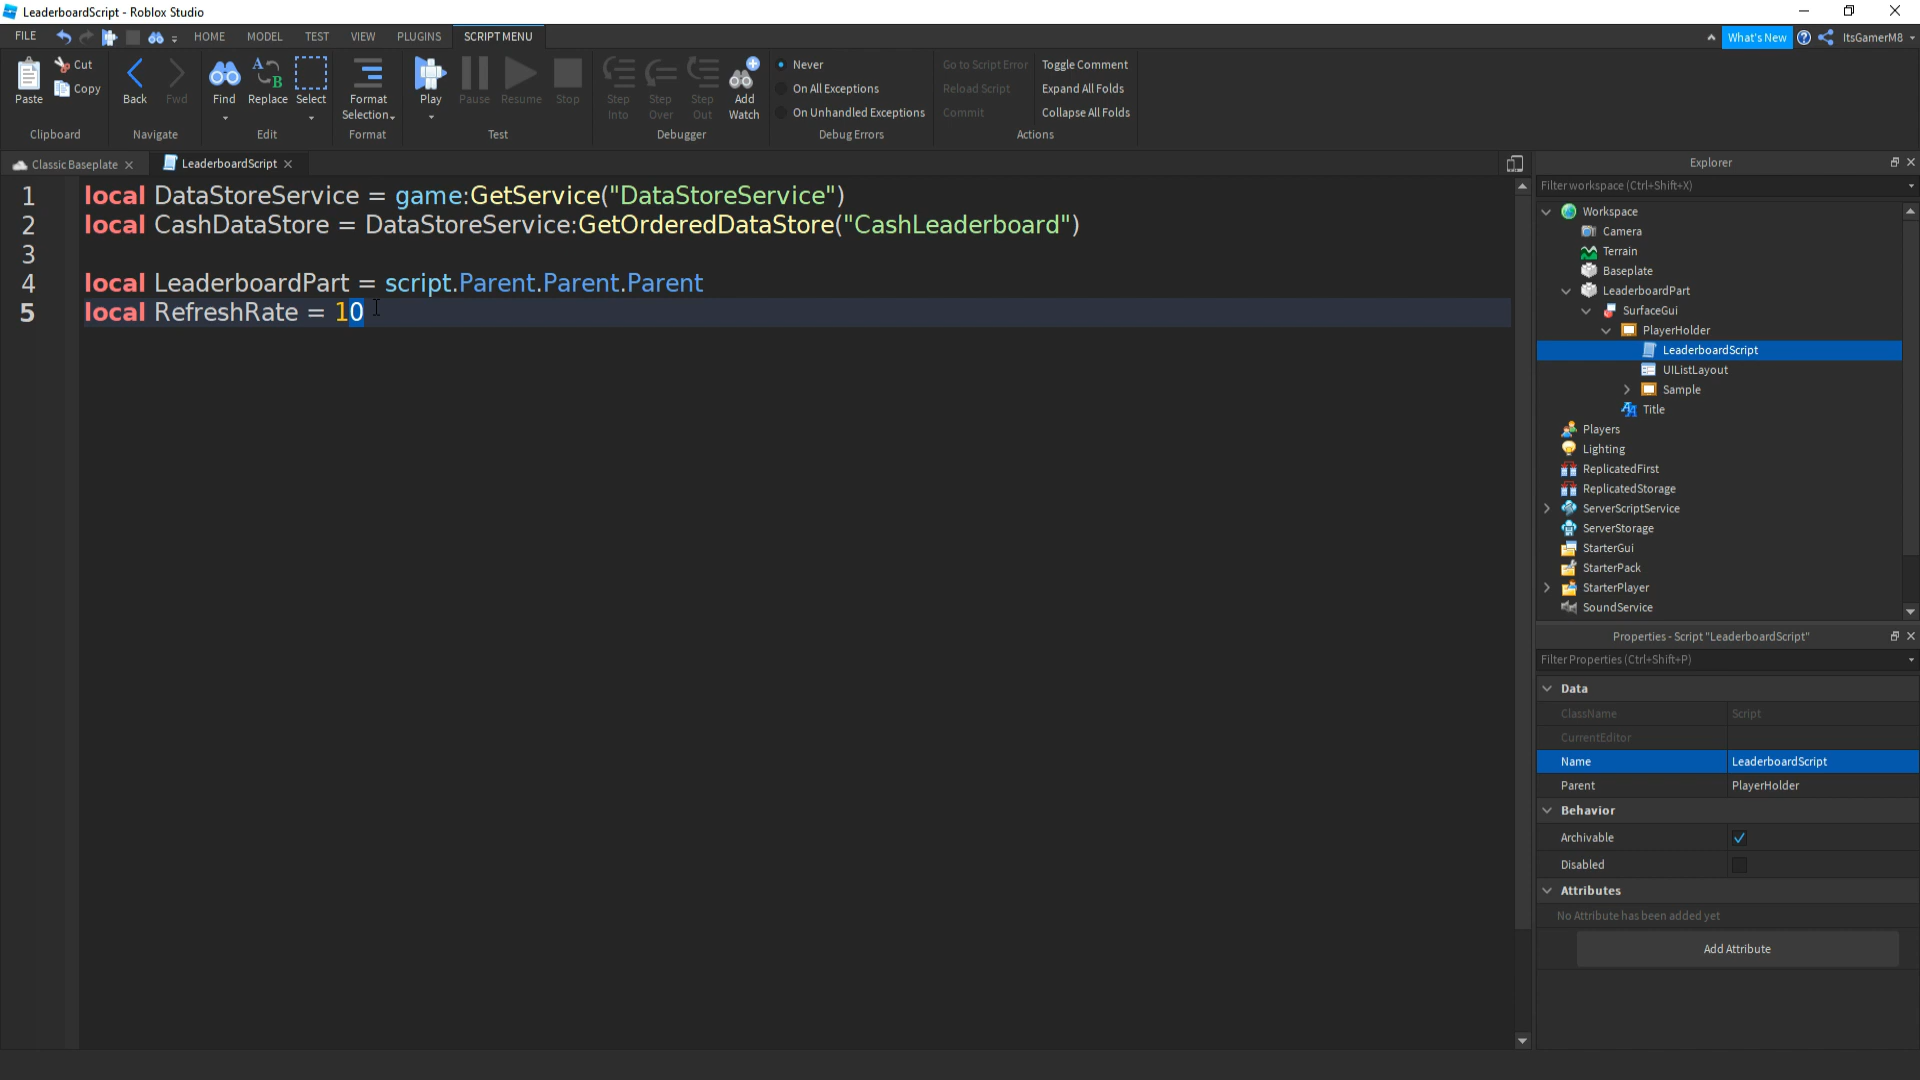 LeaderboardScript - Roblox Studio
FILE HOME MODEL TEST VIEW PLUGINS SCRIPT MENU What's New ItsGamerM8
Paste Cut Copy Clipboard
Back Fwd Navigate
Find Replace Select Edit
Format Selection Format
Play Pause Resume Stop Test
Step Into Step Over Step Out Add Watch Debugger
Never
On All Exceptions
On Unhandled Exceptions
Debug Errors
Go to Script Error Toggle Comment
Reload Script Expand All Folds
Commit Collapse All Folds
Actions
Classic Baseplate LeaderboardScript
1 local DataStoreService = game:GetService("DataStoreService")
2 local CashDataStore = DataStoreService:GetOrderedDataStore("CashLeaderboard")
3
4 local LeaderboardPart = script.Parent.Parent.Parent
5 local RefreshRate = 10
Explorer
Filter workspace (Ctrl+Shift+X)
Workspace
Camera
Terrain
Baseplate
LeaderboardPart
SurfaceGui
PlayerHolder
LeaderboardScript
UIListLayout
Sample
Title
Players
Lighting
ReplicatedFirst
ReplicatedStorage
ServerScriptService
ServerStorage
StarterGui
StarterPack
StarterPlayer
SoundService
Properties - Script "LeaderboardScript"
Filter Properties (Ctrl+Shift+P)
Data
ClassName Script
CurrentEditor
Name LeaderboardScript
Parent PlayerHolder
Behavior
Archivable
Disabled
Attributes
No Attribute has been added yet
Add Attribute